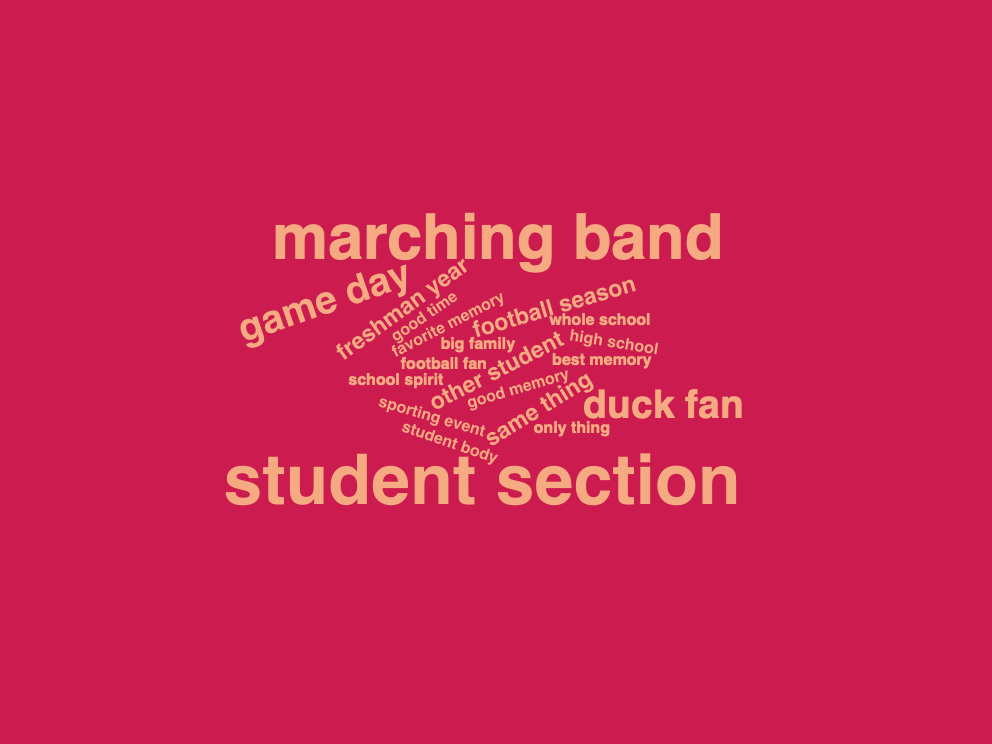 marching band
game day
freshman year
good time
favorite memory
football season
whole school
big family
high school
football fan
best memory
school spirit
other student
good memory
same thing
duck fan
sporting event
only thing
student body
student section